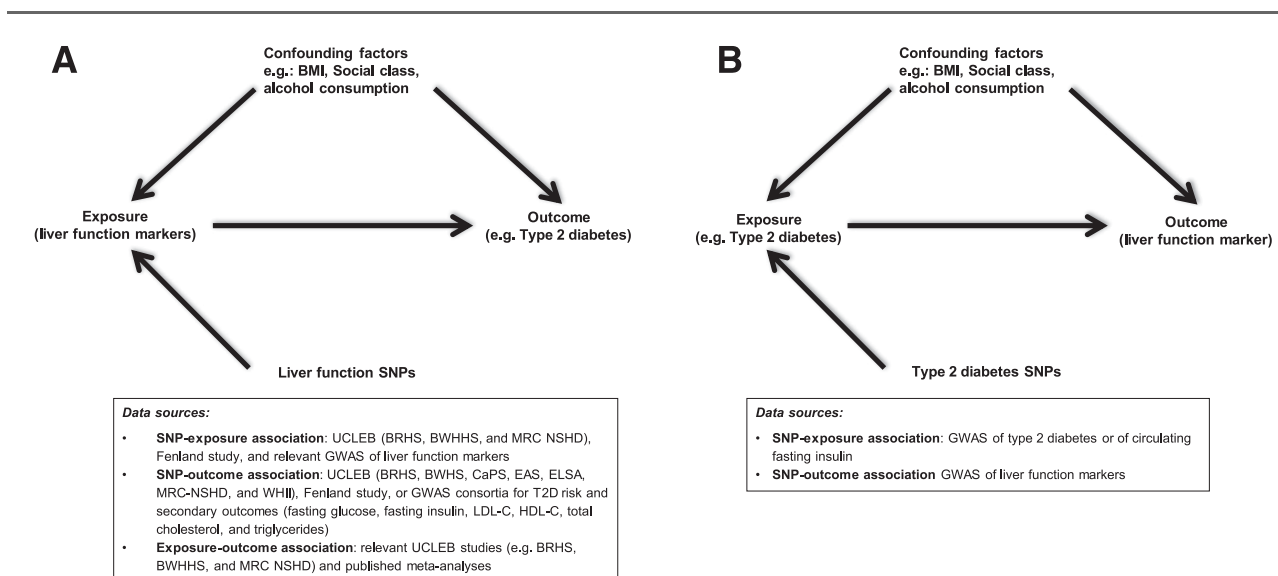 A
Confounding factors
e.g.: BMI, Social class,
alcohol consumption
Exposure
(liver function markers)
Outcome
(e.g. Type 2 diabetes)
Liver function SNPs
Data sources:
• SNP-exposure association: UCLEB (BRHS, BWHHS, and MRC NSHD),
Fenland study, and relevant GWAS of liver function markers
• SNP-outcome association: UCLEB (BRHS, BWHS, CaPS, EAS, ELSA,
MRC-NSHD, and WHII), Fenland study, or GWAS consortia for T2D risk and
secondary outcomes (fasting glucose, fasting insulin, LDL-C, HDL-C, total
cholesterol, and triglycerides)
• Exposure-outcome association: relevant UCLEB studies (e.g. BRHS,
BWHHS, and MRC NSHD) and published meta-analyses
B
Confounding factors
e.g.: BMI, Social class,
alcohol consumption
Exposure
(e.g. Type 2 diabetes)
Outcome
(liver function marker)
Type 2 diabetes SNPs
Data sources:
• SNP-exposure association: GWAS of type 2 diabetes or of circulating
fasting insulin
• SNP-outcome association GWAS of liver function markers